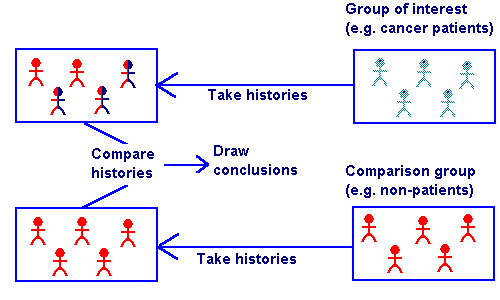 Group of interest
(e.g. cancer patients)
Take histories
Compare
histories
Draw
conclusions
Comparison group
(e.g. non-patients)
Take histories